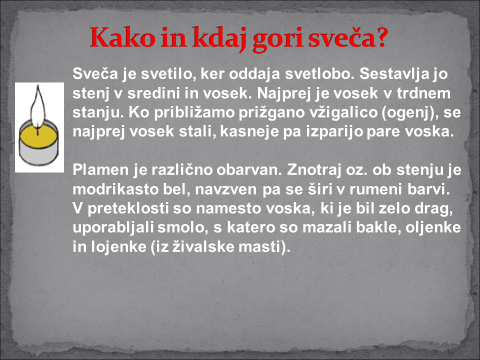 Kako in kdaj gori sveča?
Sveča je svetilo, ker oddaja svetlobo. Sestavlja jo
stenj v sredini in vosek. Najprej je vosek v trdnem
stanju. Ko približamo prižgano vžigalico (ogenj), se
najprej vosek stali, kasneje pa izparijo pare voska.
Plamen je različno obarvan. Znotraj oz. ob stenju je
modrikasto bel, navzven pa se širi v rumeni barvi.
V preteklosti so namesto voska, ki je bil zelo drag,
uporabljali smolo, s katero so mazali bakle, oljenke
in lojenke (iz živalske masti).